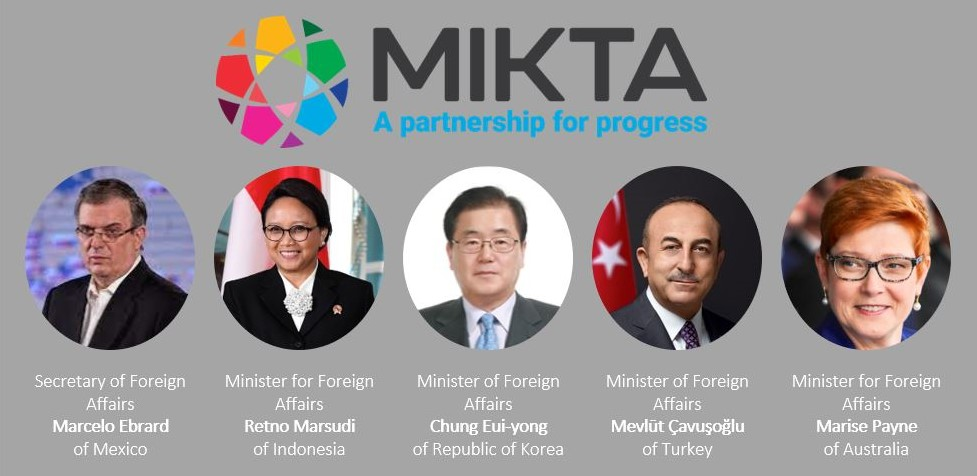 MIKTA
A partnership for progress
Secretary of Foreign
Affairs
Marcelo Ebrard
of Mexico
Minister for Foreign
Affairs
Retno Marsudi
of Indonesia
Minister of Foreign
Affairs
Chung Eui-yong
of Republic of Korea
Minister of Foreign
Affairs
Mevlüt Çavuşoğlu
of Turkey
Minister for Foreign
Affairs
Marise Payne
of Australia